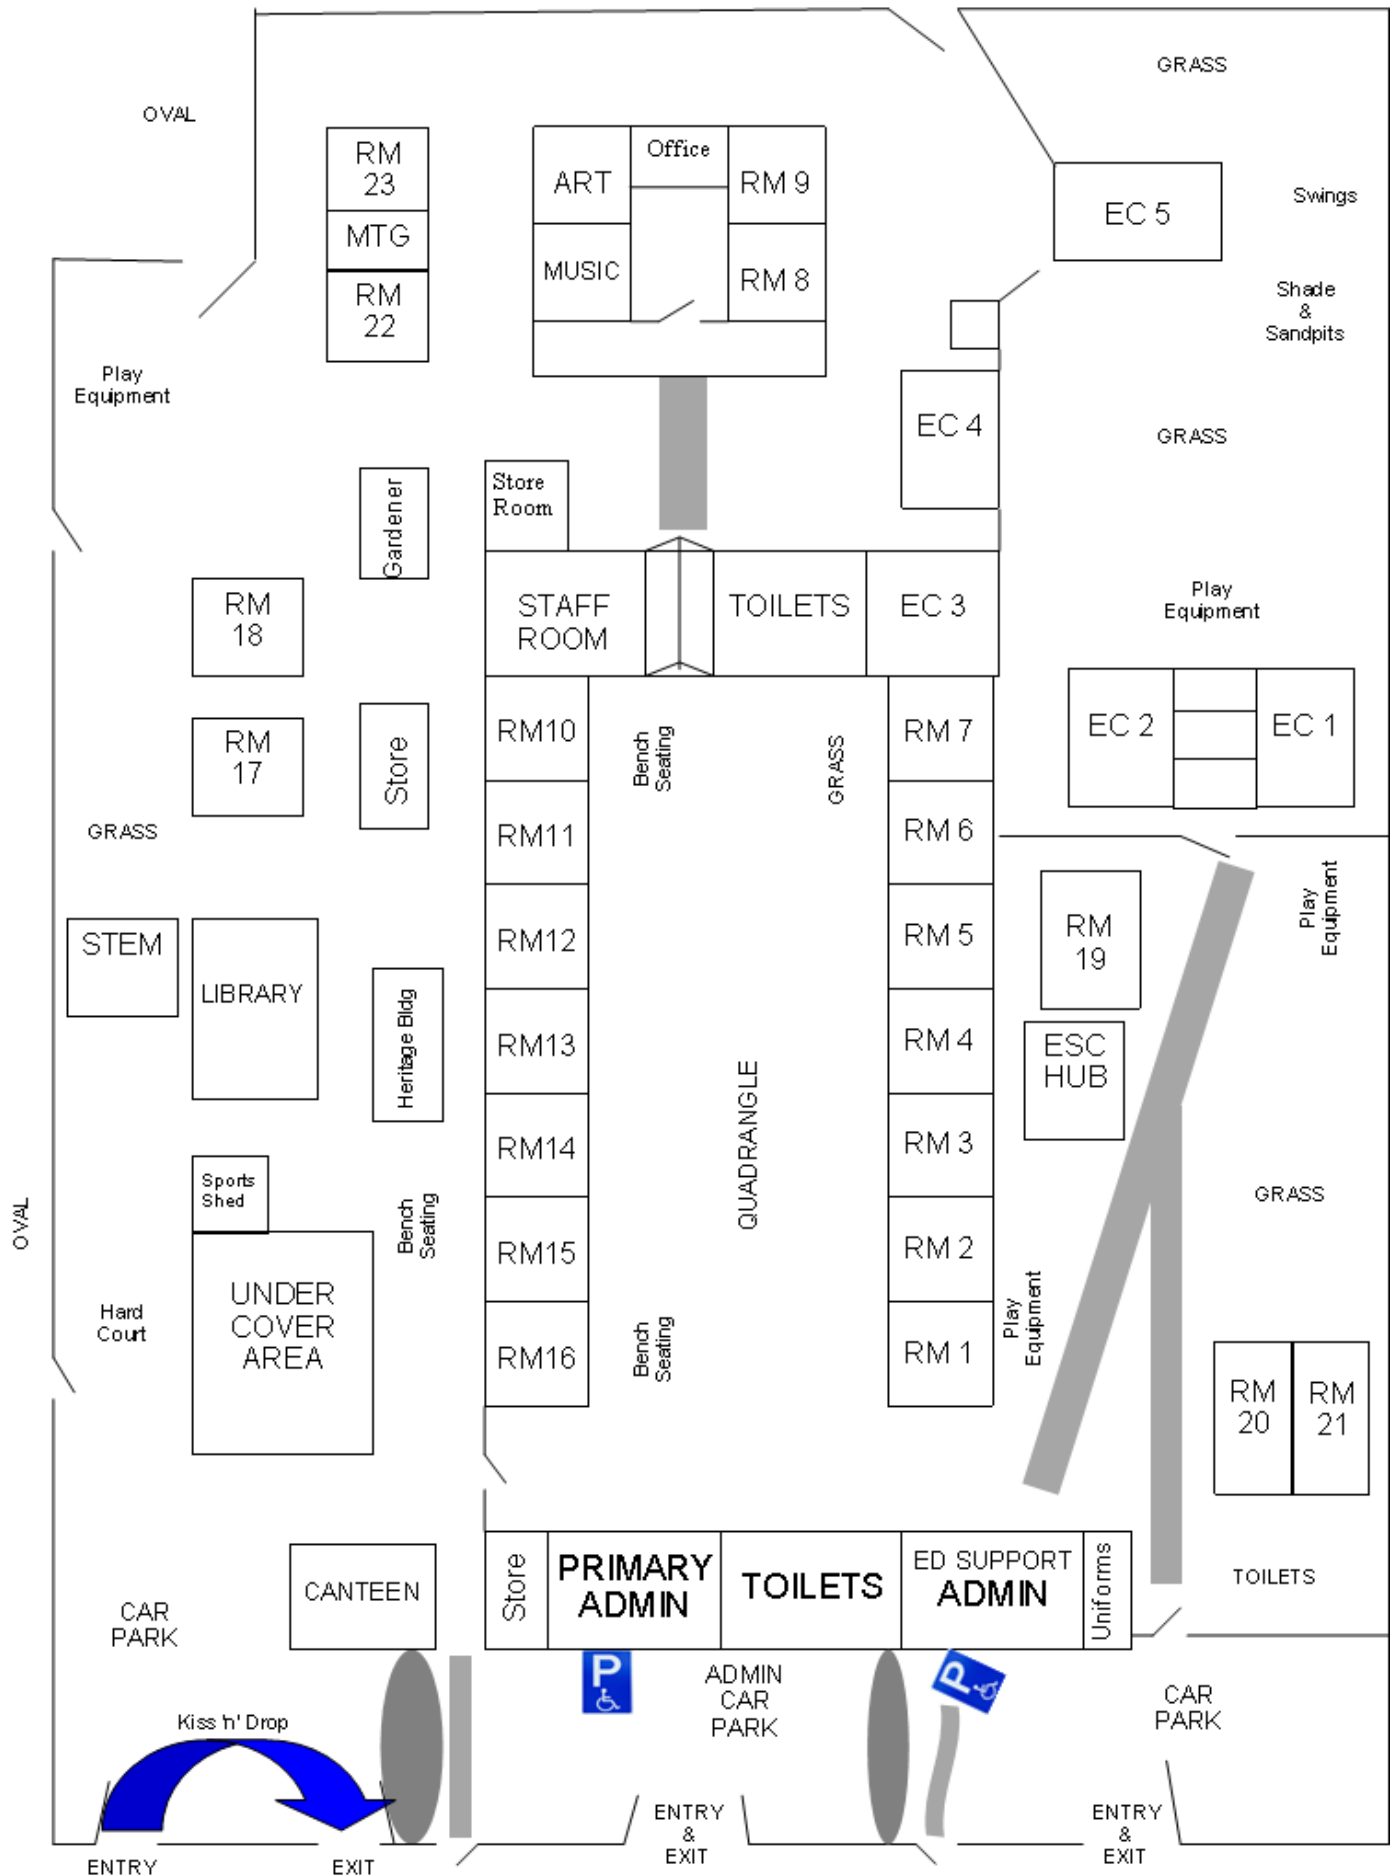 GRASS
OVAL
RM
23
MTG
RM
22
ART
Office
RM 9
MUSIC
RM 8
EC 5
Swings
Shade
&
Sandpits
Play
Equipment
EC 4
GRASS
Store
Room
Gardener
RM
18
STAFF
ROOM
TOILETS
EC 3
Play
Equipment
RM
17
Store
RM10
Bench
Seating
GRASS
RM 7
EC 2
EC 1
GRASS
RM11
RM 6
STEM
LIBRARY
RM12
RM 5
RM
19
Play
Equipment
Heritage Bldg
RM13
RM 4
ESC
HUB
RM14
QUADRANGLE
RM 3
Sports
Shed
Bench
Seating
GRASS
OVAL
RM15
RM 2
Hard
Court
UNDER
COVER
AREA
RM16
Bench
Seating
RM 1
Play
Equipment
RM
20
RM
21
CANTEEN
Store
PRIMARY
ADMIN
TOILETS
ED SUPPORT
ADMIN
Uniforms
TOILETS
CAR
PARK
P
ADMIN
CAR
PARK
P
CAR
PARK
Kiss 'n' Drop
ENTRY
EXIT
ENTRY
&
EXIT
ENTRY
&
EXIT